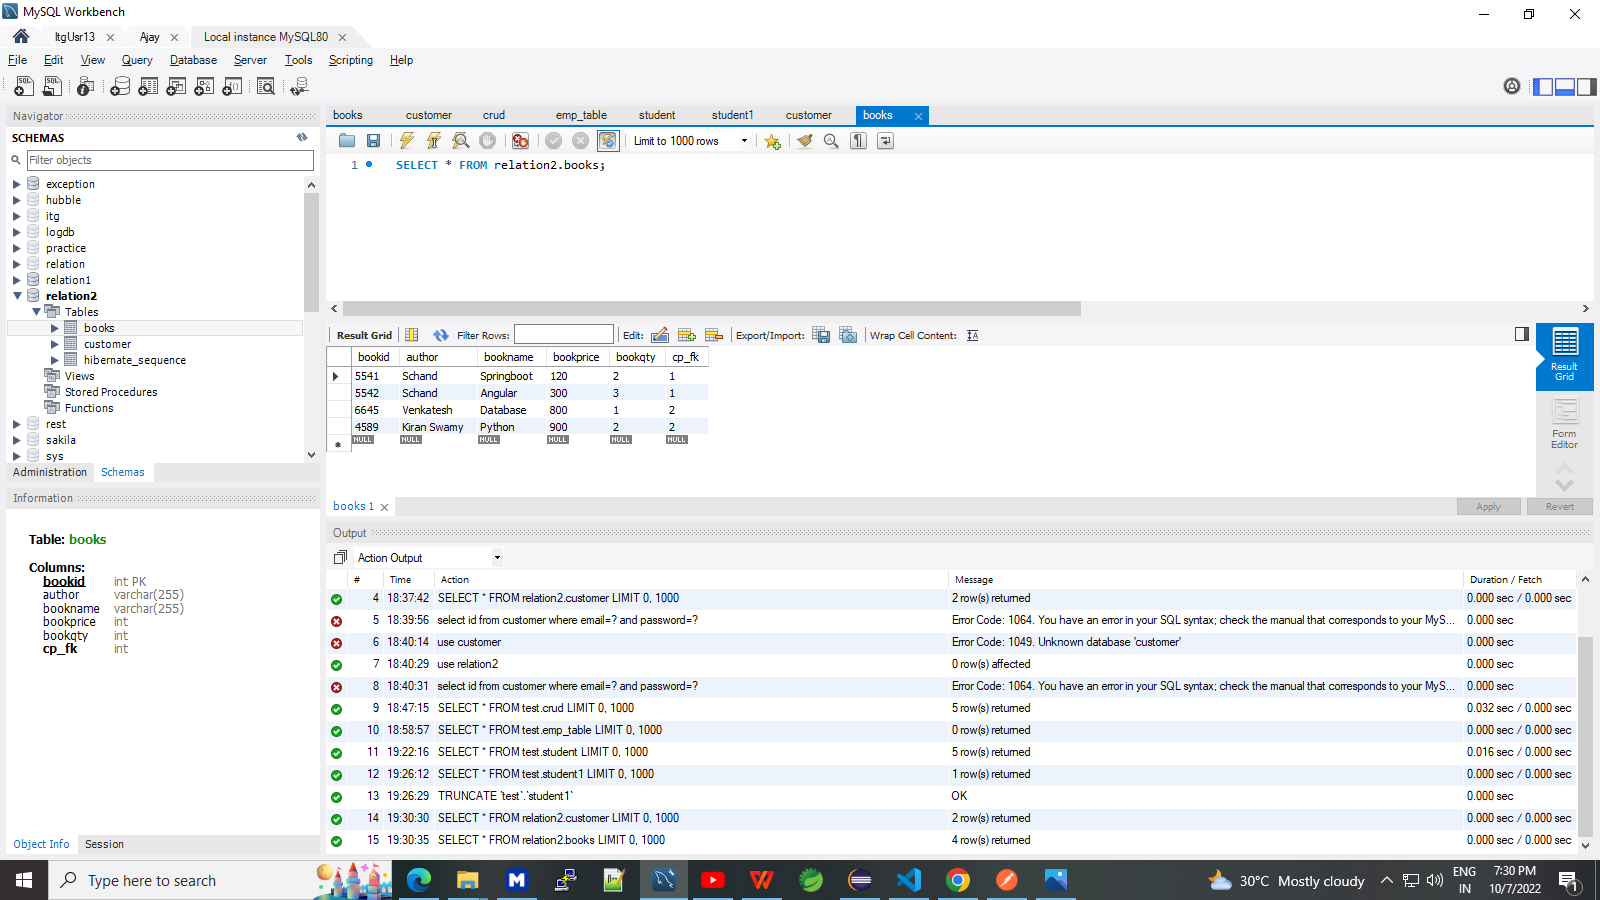 MySQL Workbench
ItgUsr13
Ajay
Local instance MySQL80
File Edit View Query Database Server Tools Scripting Help
Navigator
SCHEMAS
Filter objects
exception
hubble
itg
logdb
practice
relation
relation1
relation2
Tables
books
customer
hibernate_sequence
Views
Stored Procedures
Functions
rest
sakila
sys
Administration Schemas
Information
Table: books
Columns:
bookid int PK
author varchar(255)
bookname varchar(255)
bookprice int
bookqty int
cp_fk int
Object Info Session
books customer crud emp_table student student1 customer books
Limit to 1000 rows
1 SELECT * FROM relation2.books;
Result Grid Filter Rows: Edit: Export/Import: Wrap Cell Content:
bookid author bookname bookprice bookqty cp_fk
5541 Schand Springboot 120 2 1
5542 Schand Angular 300 3 1
6645 Venkatesh Database 800 1 2
4589 Kiran Swamy Python 900 2 2
NULL NULL NULL NULL NULL NULL
Result
Grid
Form
Editor
books 1
Apply Revert
Output
Action Output
# Time Action Message Duration / Fetch
4 18:37:42 SELECT * FROM relation2.customer LIMIT 0, 1000 2 row(s) returned 0.000 sec / 0.000 sec
5 18:39:56 select id from customer where email=? and password=? Error Code: 1064. You have an error in your SQL syntax; check the manual that corresponds to your MyS... 0.000 sec
6 18:40:14 use customer Error Code: 1049. Unknown database 'customer' 0.000 sec
7 18:40:29 use relation2 0 row(s) affected 0.000 sec
8 18:40:31 select id from customer where email=? and password=? Error Code: 1064. You have an error in your SQL syntax; check the manual that corresponds to your MyS... 0.000 sec
9 18:47:15 SELECT * FROM test.crud LIMIT 0, 1000 5 row(s) returned 0.032 sec / 0.000 sec
10 18:58:57 SELECT * FROM test.emp_table LIMIT 0, 1000 0 row(s) returned 0.000 sec / 0.000 sec
11 19:22:16 SELECT * FROM test.student LIMIT 0, 1000 5 row(s) returned 0.016 sec / 0.000 sec
12 19:26:12 SELECT * FROM test.student1 LIMIT 0, 1000 1 row(s) returned 0.000 sec / 0.000 sec
13 19:26:29 TRUNCATE `test`.`student1` OK 0.000 sec
14 19:30:30 SELECT * FROM relation2.customer LIMIT 0, 1000 2 row(s) returned 0.000 sec / 0.000 sec
15 19:30:35 SELECT * FROM relation2.books LIMIT 0, 1000 4 row(s) returned 0.000 sec / 0.000 sec
Type here to search
30°C Mostly cloudy
ENG
IN
7:30 PM
10/7/2022
1